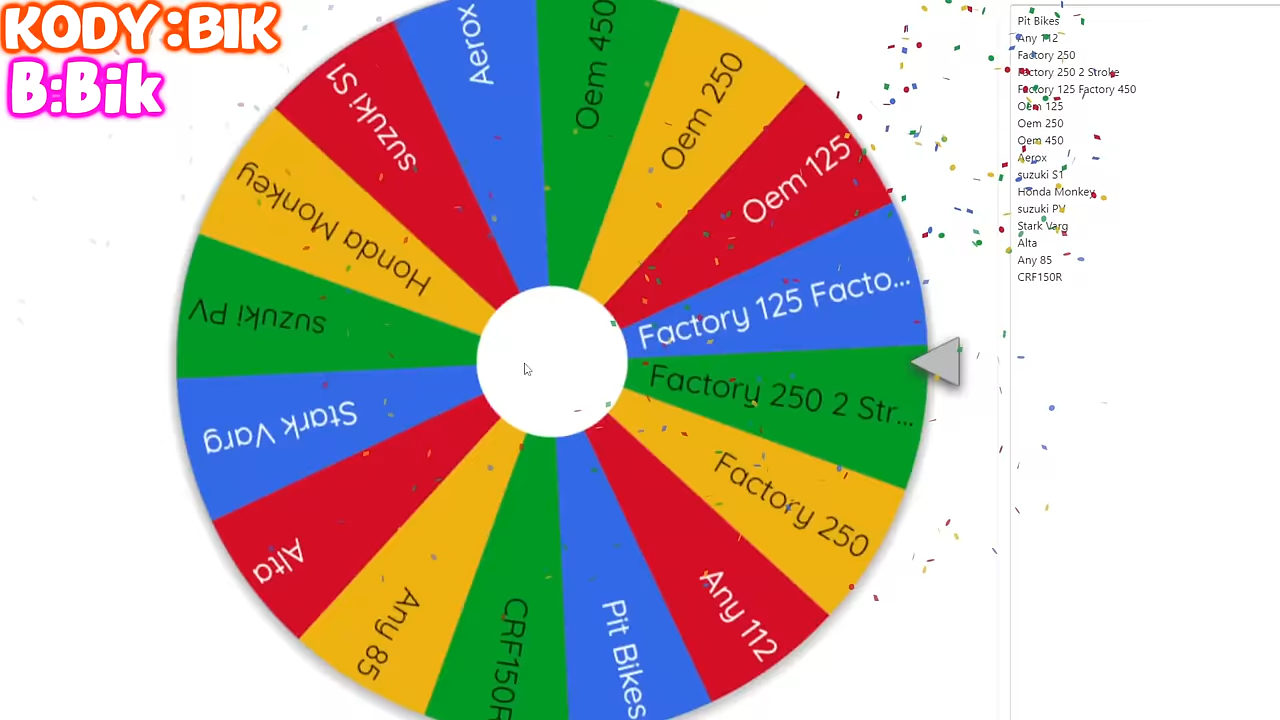 KODY :BIK
B:Bik
Aerox
Oem 450
Oem 250
Oem 125
Factory 125 Facto...
Factory 250 2 Str...
Factory 250
Any 112
Pit Bikes
CRF150R
Any 85
Alta
Stark Varg
suzuki PV
Honda Monkey
suzuki S1
Pit Bikes
Any 112
Factory 250
Factory 250 2 Stroke
Factory 125 Factory 450
Oem 125
Oem 250
Oem 450
Aerox
suzuki S1
Honda Monkey
suzuki PV
Stark Varg
Alta
Any 85
CRF150R